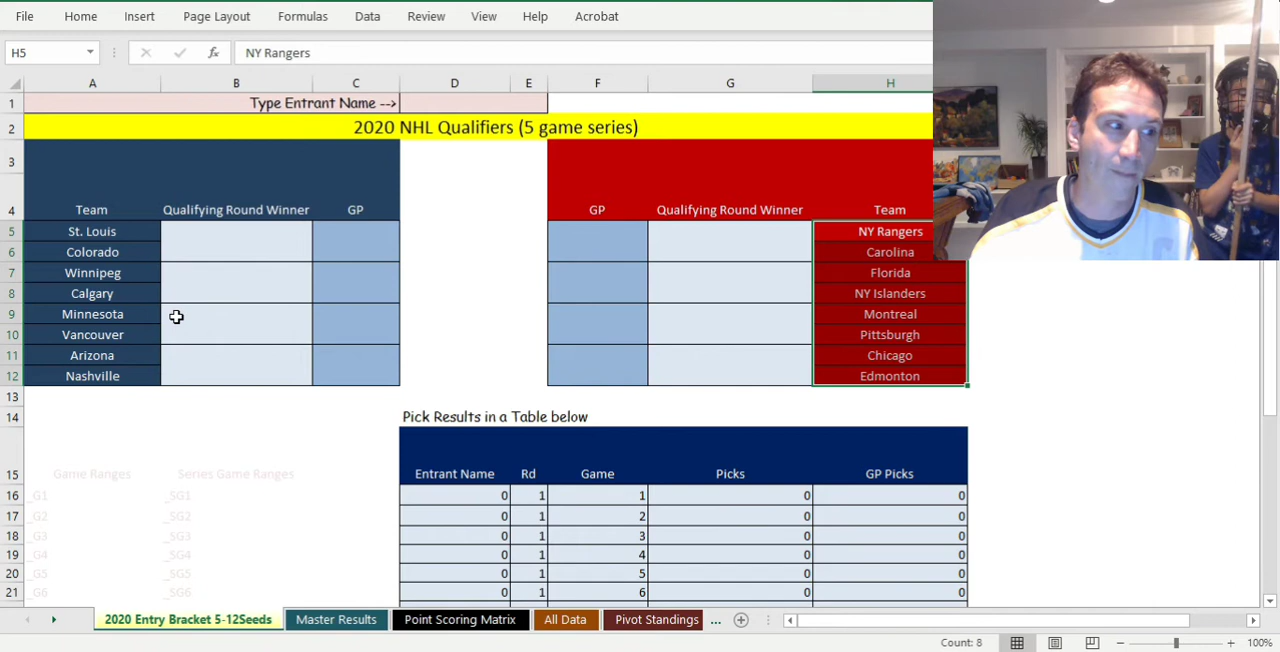 File Home Insert Page Layout Formulas Data Review View Help Acrobat
H5 fx NY Rangers
A B C D E F G H
1 Type Entrant Name -->
2 2020 NHL Qualifiers (5 game series)
3
4 Team Qualifying Round Winner GP GP Qualifying Round Winner Team
5 St. Louis NY Rangers
6 Colorado Carolina
7 Winnipeg Florida
8 Calgary NY Islanders
9 Minnesota Montreal
10 Vancouver Pittsburgh
11 Arizona Chicago
12 Nashville Edmonton
13
14 Pick Results in a Table below
15 Game Ranges Series Game Ranges Entrant Name Rd Game Picks GP Picks
16 _G1 _SG1 0 1 1 0 0
17 _G2 _SG2 0 1 2 0 0
18 _G3 _SG3 0 1 3 0 0
19 _G4 _SG4 0 1 4 0 0
20 _G5 _SG5 0 1 5 0 0
21 _G6 _SG6 0 1 6 0 0
2020 Entry Bracket 5-12Seeds Master Results Point Scoring Matrix All Data Pivot Standings ...
Count: 8 100%